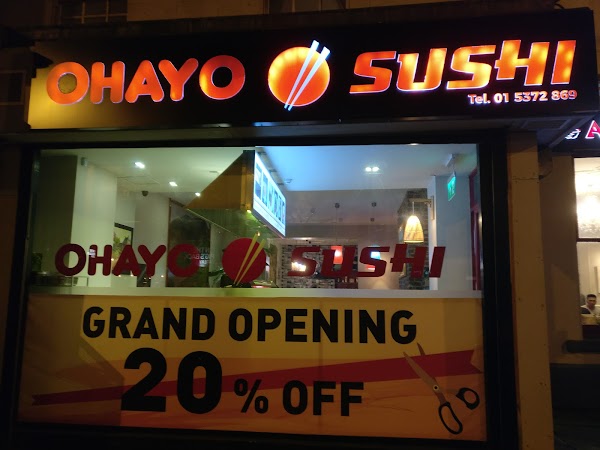 OHAYO SUSHI
Tel. 01 5372 869
OHAYO SUSHI
GRAND OPENING
20% OFF